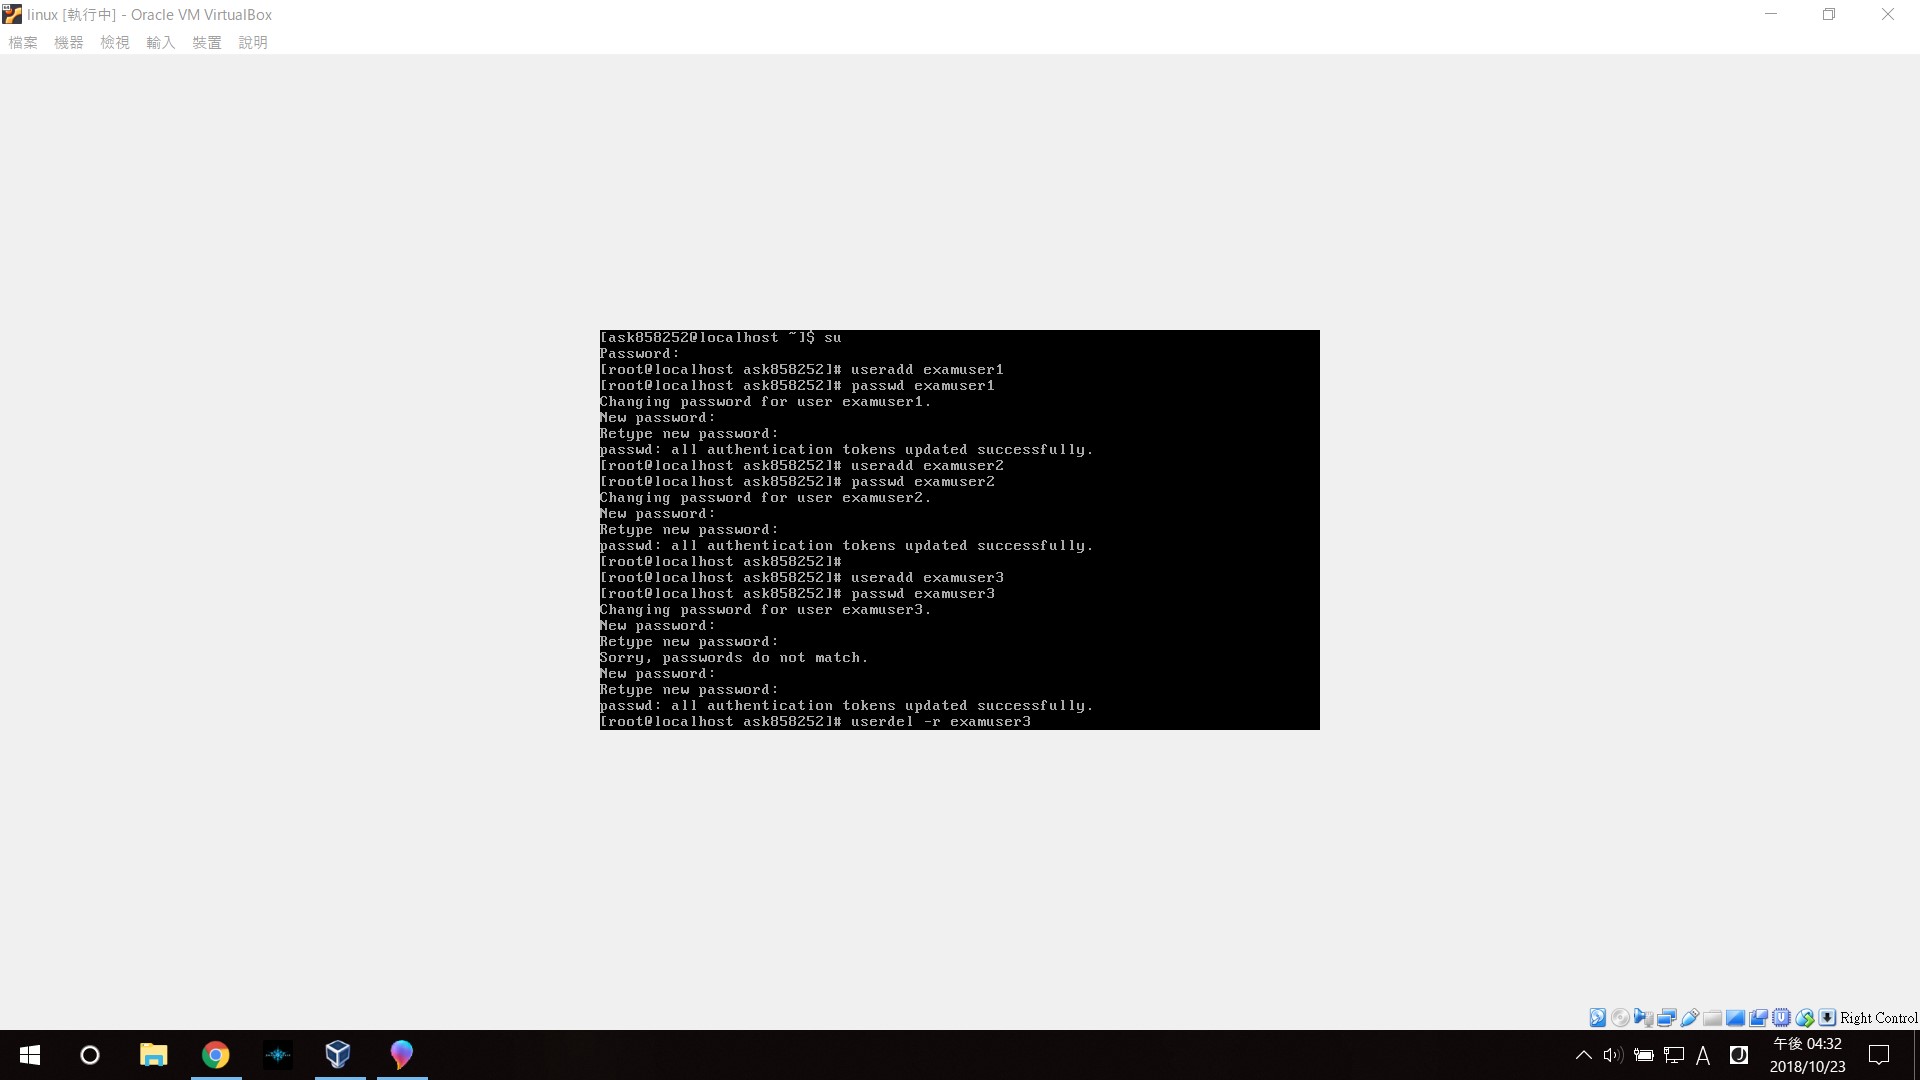 linux [執行中] - Oracle VM VirtualBox
檔案 機器 檢視 輸入 裝置 說明
[ask858252@localhost ~]$ su
Password:
[root@localhost ask858252]# useradd examuser1
[root@localhost ask858252]# passwd examuser1
Changing password for user examuser1.
New password:
Retype new password:
passwd: all authentication tokens updated successfully.
[root@localhost ask858252]# useradd examuser2
[root@localhost ask858252]# passwd examuser2
Changing password for user examuser2.
New password:
Retype new password:
passwd: all authentication tokens updated successfully.
[root@localhost ask858252]#
[root@localhost ask858252]# useradd examuser3
[root@localhost ask858252]# passwd examuser3
Changing password for user examuser3.
New password:
Retype new password:
Sorry, passwords do not match.
New password:
Retype new password:
passwd: all authentication tokens updated successfully.
[root@localhost ask858252]# userdel -r examuser3
Right Control
A
午後 04:32
2018/10/23